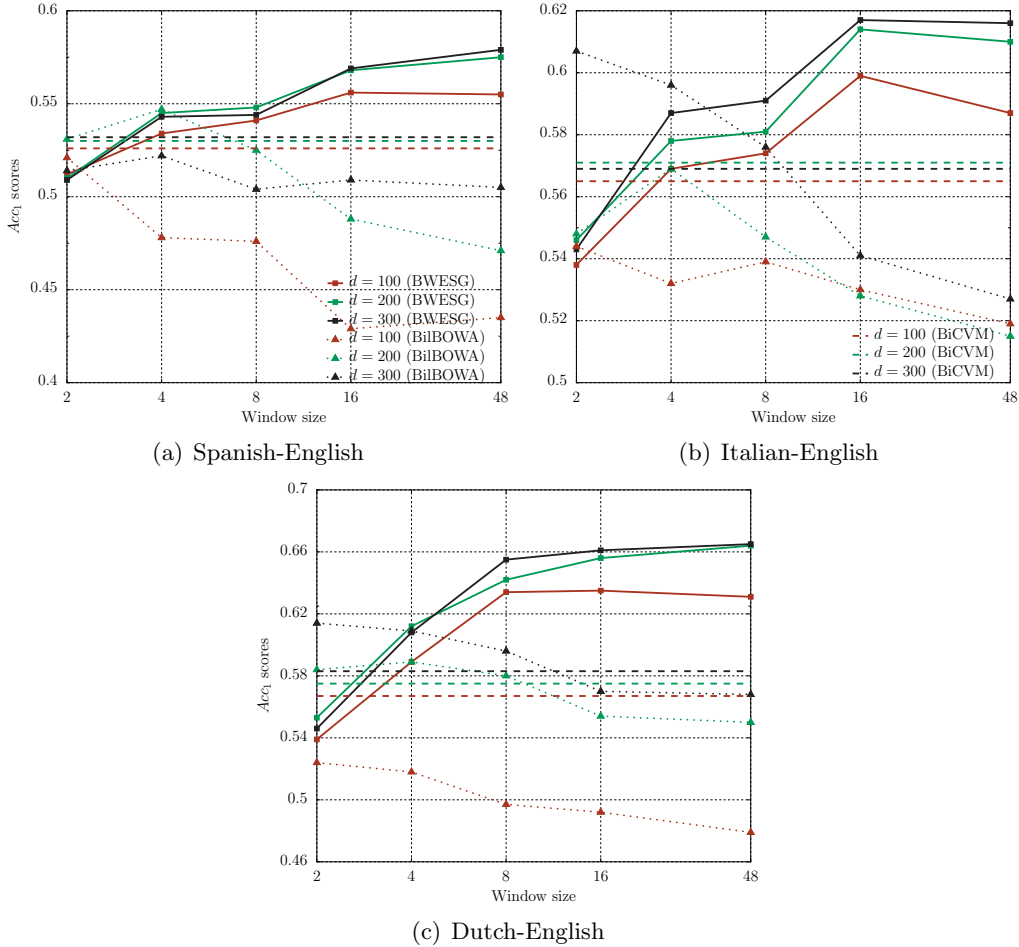 0.6
0.55
0.5
0.45
0.4
Acc1 scores
d = 100 (BWESG)
d = 200 (BWESG)
d = 300 (BWESG)
d = 100 (BilBOWA)
d = 200 (BilBOWA)
d = 300 (BilBOWA)
2 4 8 16 48
Window size
(a) Spanish-English
0.62
0.62
0.58
0.56
0.54
0.52
0.5
d = 100 (BiCVM)
d = 200 (BiCVM)
d = 300 (BiCVM)
2 4 8 16 48
Window size
(b) Italian-English
0.7
0.66
0.62
0.58
0.54
0.5
0.46
Acc1 scores
2 4 8 16 48
Window size
(c) Dutch-English